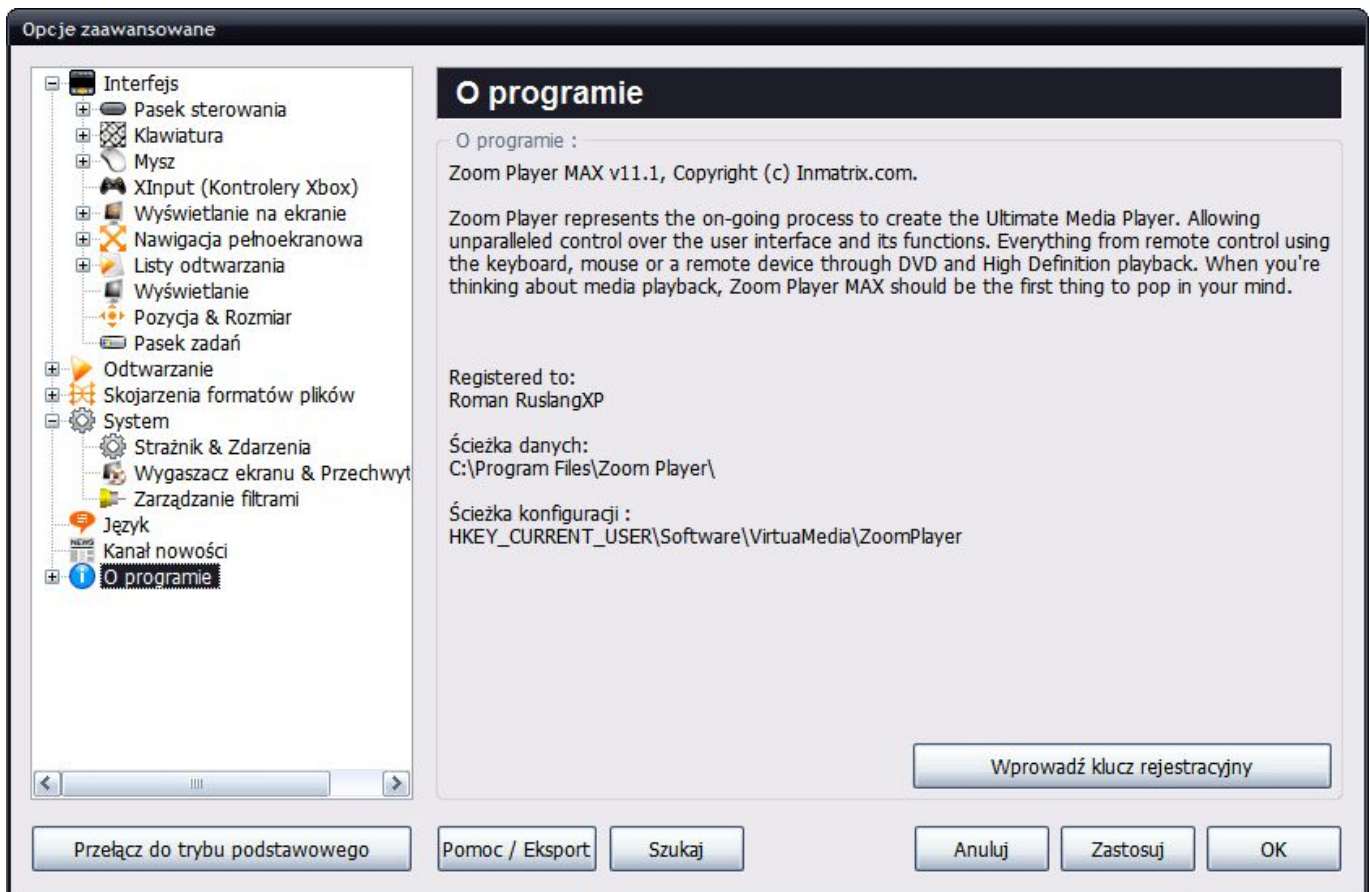 Opcje zaawansowane
Interfejs
Pasek sterowania
Klawiatura
Mysz
XInput (Kontrolery Xbox)
Wyświetlanie na ekranie
Nawigacja pełnoekranowa
Listy odtwarzania
Wyświetlanie
Pozycja & Rozmiar
Pasek zadań
Odtwarzanie
Skojarzenia formatów plików
System
Strażnik & Zdarzenia
Wygaszacz ekranu & Przechwyt
Zarządzanie filtrami
Język
NEWS
Kanał nowości
O programie
O programie
O programie :
Zoom Player MAX v11.1, Copyright (c) Inmatrix.com.
Zoom Player represents the on-going process to create the Ultimate Media Player. Allowing
unparalleled control over the user interface and its functions. Everything from remote control using
the keyboard, mouse or a remote device through DVD and High Definition playback. When you're
thinking about media playback, Zoom Player MAX should be the first thing to pop in your mind.
Registered to:
Roman RuslangXP
Ścieżka danych:
C:\Program Files\Zoom Player\
Ścieżka konfiguracji :
HKEY_CURRENT_USER\Software\VirtuaMedia\ZoomPlayer
Wprowadź klucz rejestracyjny
Przełącz do trybu podstawowego
Pomoc / Eksport
Szukaj
Anuluj
Zastosuj
OK